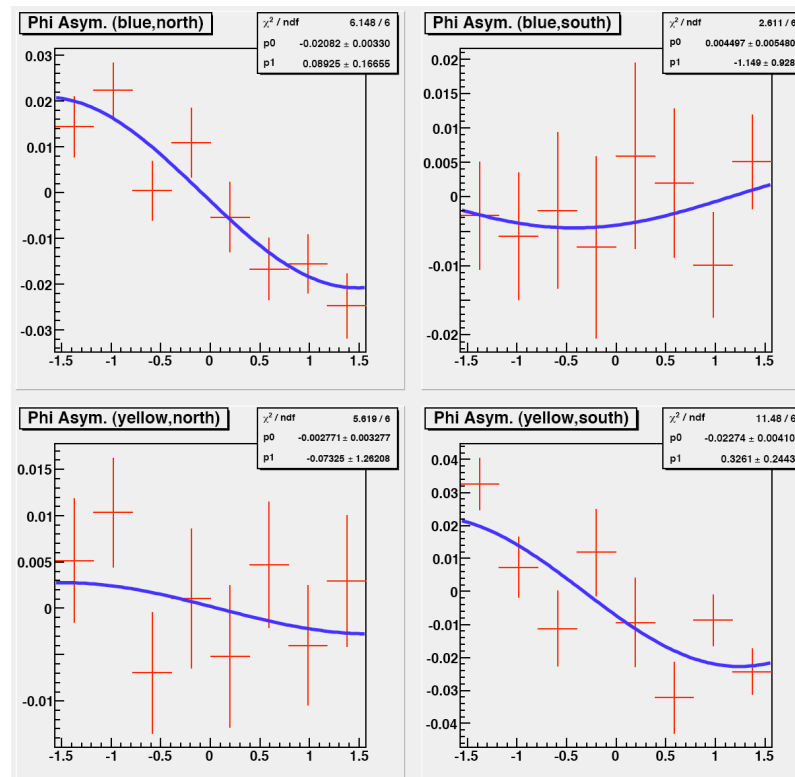 Phi Asym. (blue,north)
χ² / ndf 6.148 / 6
p0 -0.02082 ± 0.00330
p1 0.08925 ± 0.16655
0.03
0.02
0.01
0
-0.01
-0.02
-0.03
-1.5 -1 -0.5 0 0.5 1 1.5
Phi Asym. (blue,south)
χ² / ndf 2.611 / 6
p0 0.004497 ± 0.005480
p1 -1.149 ± 0.928
0.02
0.015
0.01
0.005
0
-0.005
-0.01
-0.02
-1.5 -1 -0.5 0 0.5 1 1.5
Phi Asym. (yellow,north)
χ² / ndf 5.619 / 6
p0 -0.002771 ± 0.003277
p1 -0.07325 ± 1.26208
0.015
0.01
0.005
0
-0.01
-1.5 -1 -0.5 0 0.5 1 1.5
Phi Asym. (yellow,south)
χ² / ndf 11.48 / 6
p0 -0.02274 ± 0.00410
p1 0.3261 ± 0.2443
0.04
0.03
0.02
0.01
0
-0.01
-0.02
-0.03
-0.04
-1.5 -1 -0.5 0 0.5 1 1.5